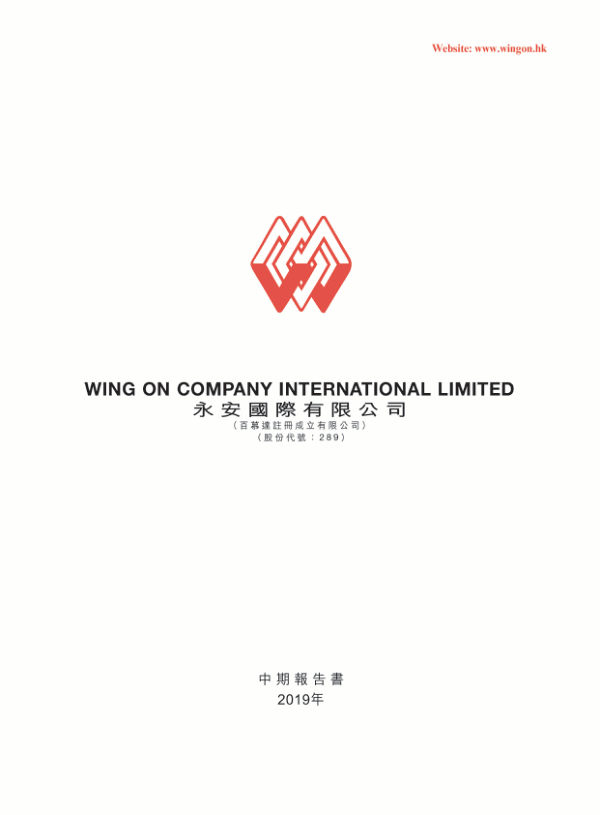 Website: www.wingon.hk
WING ON COMPANY INTERNATIONAL LIMITED
永安國際有限公司
（百慕達註冊成立有限公司）
（股份代號：289）
中期報告書
2019年